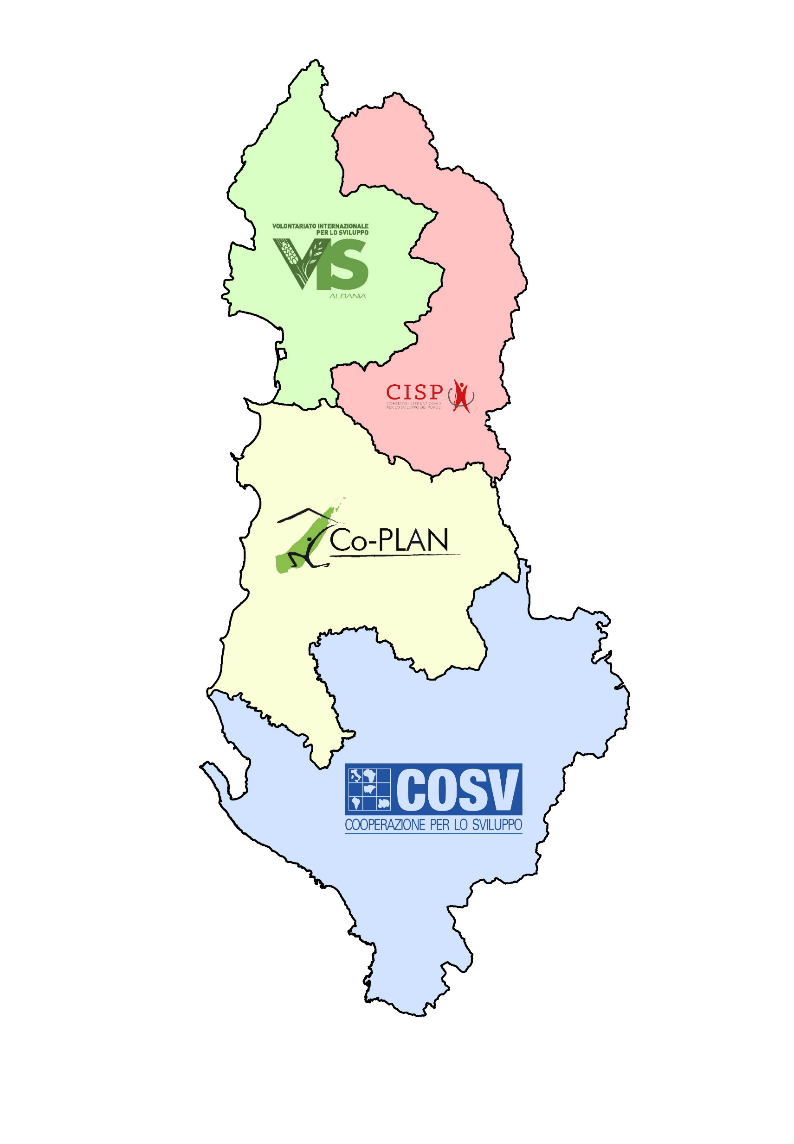 VOLONTARIATO INTERNAZIONALE
PER LO SVILUPPO
VIS
ALBANIA
CISP
Co-PLAN
COSV
COOPERAZIONE PER LO SVILUPPO